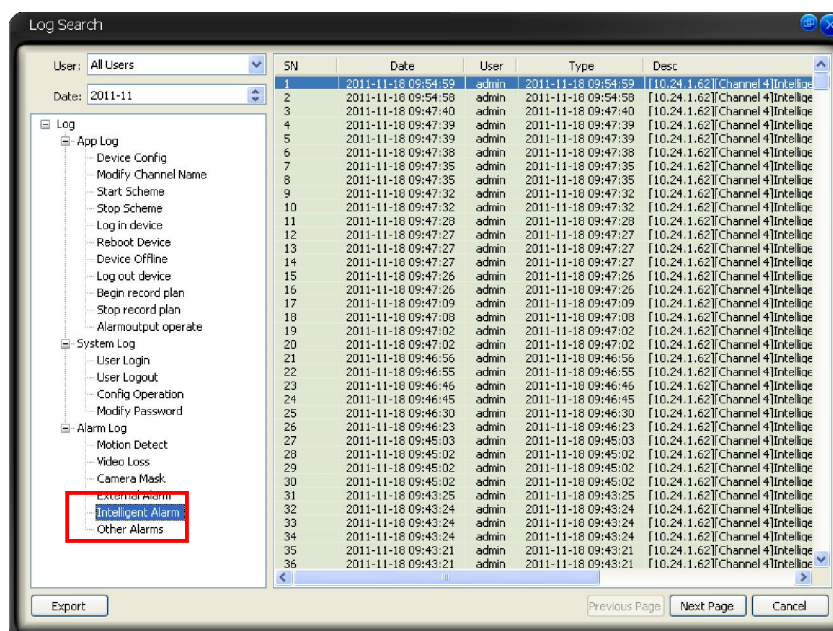 Log Search
User: All Users
Date: 2011-11
Log
App Log
Device Config
Modify Channel Name
Start Scheme
Stop Scheme
Log in device
Reboot Device
Device Offline
Log out device
Begin record plan
Stop record plan
Alarmoutput operate
System Log
User Login
User Logout
Config Operation
Modify Password
Alarm Log
Motion Detect
Video Loss
Camera Mask
External Alarm
Intelligent Alarm
Other Alarms
SN Date User Type Desc
1 2011-11-18 09:54:59 admin 2011-11-18 09:54:59 [10.24.1.62][Channel 4]Intellige
2 2011-11-18 09:54:58 admin 2011-11-18 09:54:58 [10.24.1.62][Channel 4]Intellige
3 2011-11-18 09:47:40 admin 2011-11-18 09:47:40 [10.24.1.62][Channel 4]Intellige
4 2011-11-18 09:47:39 admin 2011-11-18 09:47:39 [10.24.1.62][Channel 4]Intellige
5 2011-11-18 09:47:39 admin 2011-11-18 09:47:39 [10.24.1.62][Channel 4]Intellige
6 2011-11-18 09:47:38 admin 2011-11-18 09:47:38 [10.24.1.62][Channel 4]Intellige
7 2011-11-18 09:47:35 admin 2011-11-18 09:47:35 [10.24.1.62][Channel 4]Intellige
8 2011-11-18 09:47:35 admin 2011-11-18 09:47:35 [10.24.1.62][Channel 4]Intellige
9 2011-11-18 09:47:32 admin 2011-11-18 09:47:32 [10.24.1.62][Channel 4]Intellige
10 2011-11-18 09:47:32 admin 2011-11-18 09:47:32 [10.24.1.62][Channel 4]Intellige
11 2011-11-18 09:47:28 admin 2011-11-18 09:47:28 [10.24.1.62][Channel 4]Intellige
12 2011-11-18 09:47:27 admin 2011-11-18 09:47:27 [10.24.1.62][Channel 4]Intellige
13 2011-11-18 09:47:27 admin 2011-11-18 09:47:27 [10.24.1.62][Channel 4]Intellige
14 2011-11-18 09:47:27 admin 2011-11-18 09:47:27 [10.24.1.62][Channel 4]Intellige
15 2011-11-18 09:47:26 admin 2011-11-18 09:47:26 [10.24.1.62][Channel 4]Intellige
16 2011-11-18 09:47:26 admin 2011-11-18 09:47:26 [10.24.1.62][Channel 4]Intellige
17 2011-11-18 09:47:09 admin 2011-11-18 09:47:09 [10.24.1.62][Channel 4]Intellige
18 2011-11-18 09:47:08 admin 2011-11-18 09:47:08 [10.24.1.62][Channel 4]Intellige
19 2011-11-18 09:47:02 admin 2011-11-18 09:47:02 [10.24.1.62][Channel 4]Intellige
20 2011-11-18 09:47:02 admin 2011-11-18 09:47:02 [10.24.1.62][Channel 4]Intellige
21 2011-11-18 09:46:56 admin 2011-11-18 09:46:56 [10.24.1.62][Channel 4]Intellige
22 2011-11-18 09:46:55 admin 2011-11-18 09:46:55 [10.24.1.62][Channel 4]Intellige
23 2011-11-18 09:46:46 admin 2011-11-18 09:46:46 [10.24.1.62][Channel 4]Intellige
24 2011-11-18 09:46:45 admin 2011-11-18 09:46:45 [10.24.1.62][Channel 4]Intellige
25 2011-11-18 09:46:30 admin 2011-11-18 09:46:30 [10.24.1.62][Channel 4]Intellige
26 2011-11-18 09:46:23 admin 2011-11-18 09:46:23 [10.24.1.62][Channel 4]Intellige
27 2011-11-18 09:45:03 admin 2011-11-18 09:45:03 [10.24.1.62][Channel 4]Intellige
28 2011-11-18 09:45:02 admin 2011-11-18 09:45:02 [10.24.1.62][Channel 4]Intellige
29 2011-11-18 09:45:02 admin 2011-11-18 09:45:02 [10.24.1.62][Channel 4]Intellige
30 2011-11-18 09:45:02 admin 2011-11-18 09:45:02 [10.24.1.62][Channel 4]Intellige
31 2011-11-18 09:43:25 admin 2011-11-18 09:43:25 [10.24.1.62][Channel 4]Intellige
32 2011-11-18 09:43:24 admin 2011-11-18 09:43:24 [10.24.1.62][Channel 4]Intellige
33 2011-11-18 09:43:24 admin 2011-11-18 09:43:24 [10.24.1.62][Channel 4]Intellige
34 2011-11-18 09:43:24 admin 2011-11-18 09:43:24 [10.24.1.62][Channel 4]Intellige
35 2011-11-18 09:43:21 admin 2011-11-18 09:43:21 [10.24.1.62][Channel 4]Intellige
36 2011-11-18 09:43:21 admin 2011-11-18 09:43:21 [10.24.1.62][Channel 4]Intellige
Export Previous Page Next Page Cancel